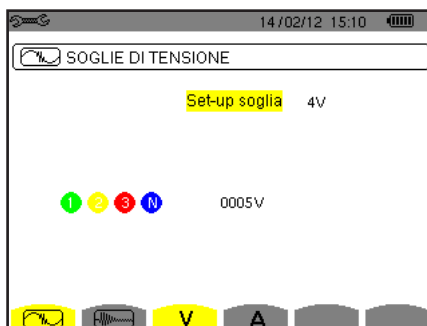 14/02/12 15:10
SOGLIE DI TENSIONE
Set-up soglia 4V
1 2 3 N 0005V
V A